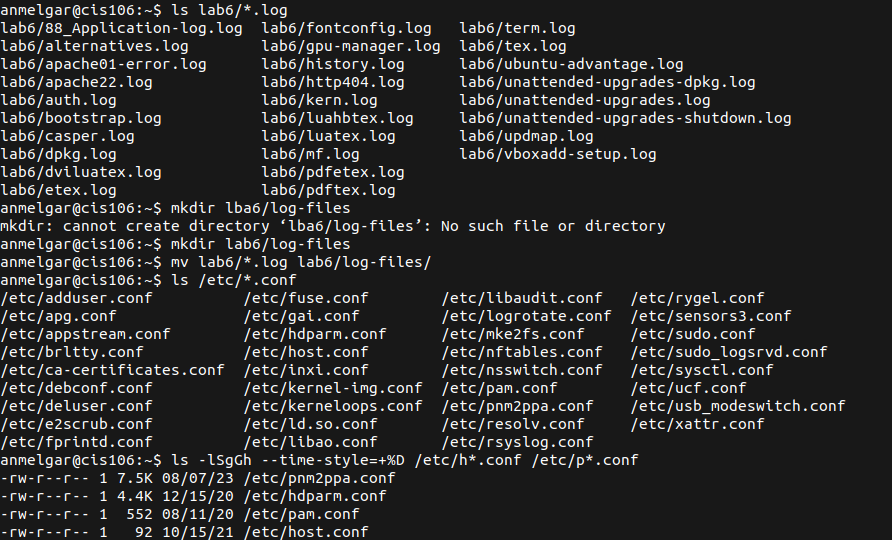 anmelgar@cis106:~$ ls lab6/*.log
lab6/88_Application-log.log  lab6/fontconfig.log   lab6/term.log
lab6/alternatives.log        lab6/gpu-manager.log  lab6/tex.log
lab6/apache01-error.log      lab6/history.log      lab6/ubuntu-advantage.log
lab6/apache22.log            lab6/http404.log      lab6/unattended-upgrades-dpkg.log
lab6/auth.log                lab6/kern.log         lab6/unattended-upgrades.log
lab6/bootstrap.log           lab6/luahbtex.log     lab6/unattended-upgrades-shutdown.log
lab6/casper.log              lab6/luatex.log       lab6/updmap.log
lab6/dpkg.log                lab6/mf.log           lab6/vboxadd-setup.log
lab6/dviluatex.log           lab6/pdfetex.log
lab6/etex.log                lab6/pdftex.log
anmelgar@cis106:~$ mkdir lba6/log-files
mkdir: cannot create directory ‘lba6/log-files’: No such file or directory
anmelgar@cis106:~$ mkdir lab6/log-files
anmelgar@cis106:~$ mv lab6/*.log lab6/log-files/
anmelgar@cis106:~$ ls /etc/*.conf
/etc/adduser.conf          /etc/fuse.conf        /etc/libaudit.conf   /etc/rygel.conf
/etc/apg.conf              /etc/gai.conf         /etc/logrotate.conf  /etc/sensors3.conf
/etc/appstream.conf        /etc/hdparm.conf      /etc/mke2fs.conf     /etc/sudo.conf
/etc/brltty.conf           /etc/host.conf        /etc/nftables.conf   /etc/sudo_logsrvd.conf
/etc/ca-certificates.conf  /etc/inxi.conf        /etc/nsswitch.conf   /etc/sysctl.conf
/etc/debconf.conf          /etc/kernel-img.conf  /etc/pam.conf        /etc/ucf.conf
/etc/deluser.conf          /etc/kerneloops.conf  /etc/pnm2ppa.conf    /etc/usb_modeswitch.conf
/etc/e2scrub.conf          /etc/ld.so.conf       /etc/resolv.conf     /etc/xattr.conf
/etc/fprintd.conf          /etc/libao.conf       /etc/rsyslog.conf
anmelgar@cis106:~$ ls -lSgGh --time-style=+%D /etc/h*.conf /etc/p*.conf
-rw-r--r-- 1 7.5K 08/07/23 /etc/pnm2ppa.conf
-rw-r--r-- 1 4.4K 12/15/20 /etc/hdparm.conf
-rw-r--r-- 1  552 08/11/20 /etc/pam.conf
-rw-r--r-- 1   92 10/15/21 /etc/host.conf